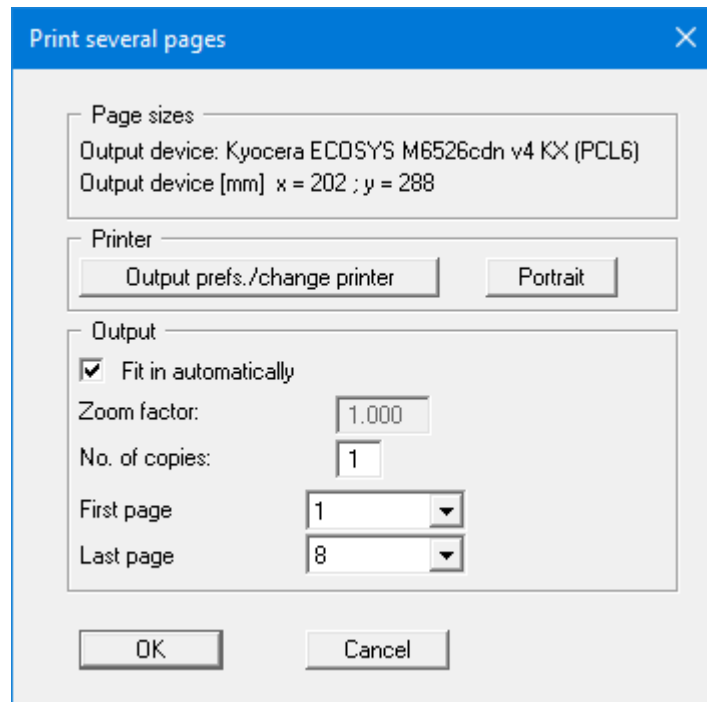 Print several pages
Page sizes
Output device: Kyocera ECOSYS M6526cdn v4 KX (PCL6)
Output device [mm]  x = 202 ; y = 288
Printer
Output prefs./change printer
Portrait
Output
Fit in automatically
Zoom factor: 1.000
No. of copies: 1
First page 1
Last page 8
OK
Cancel